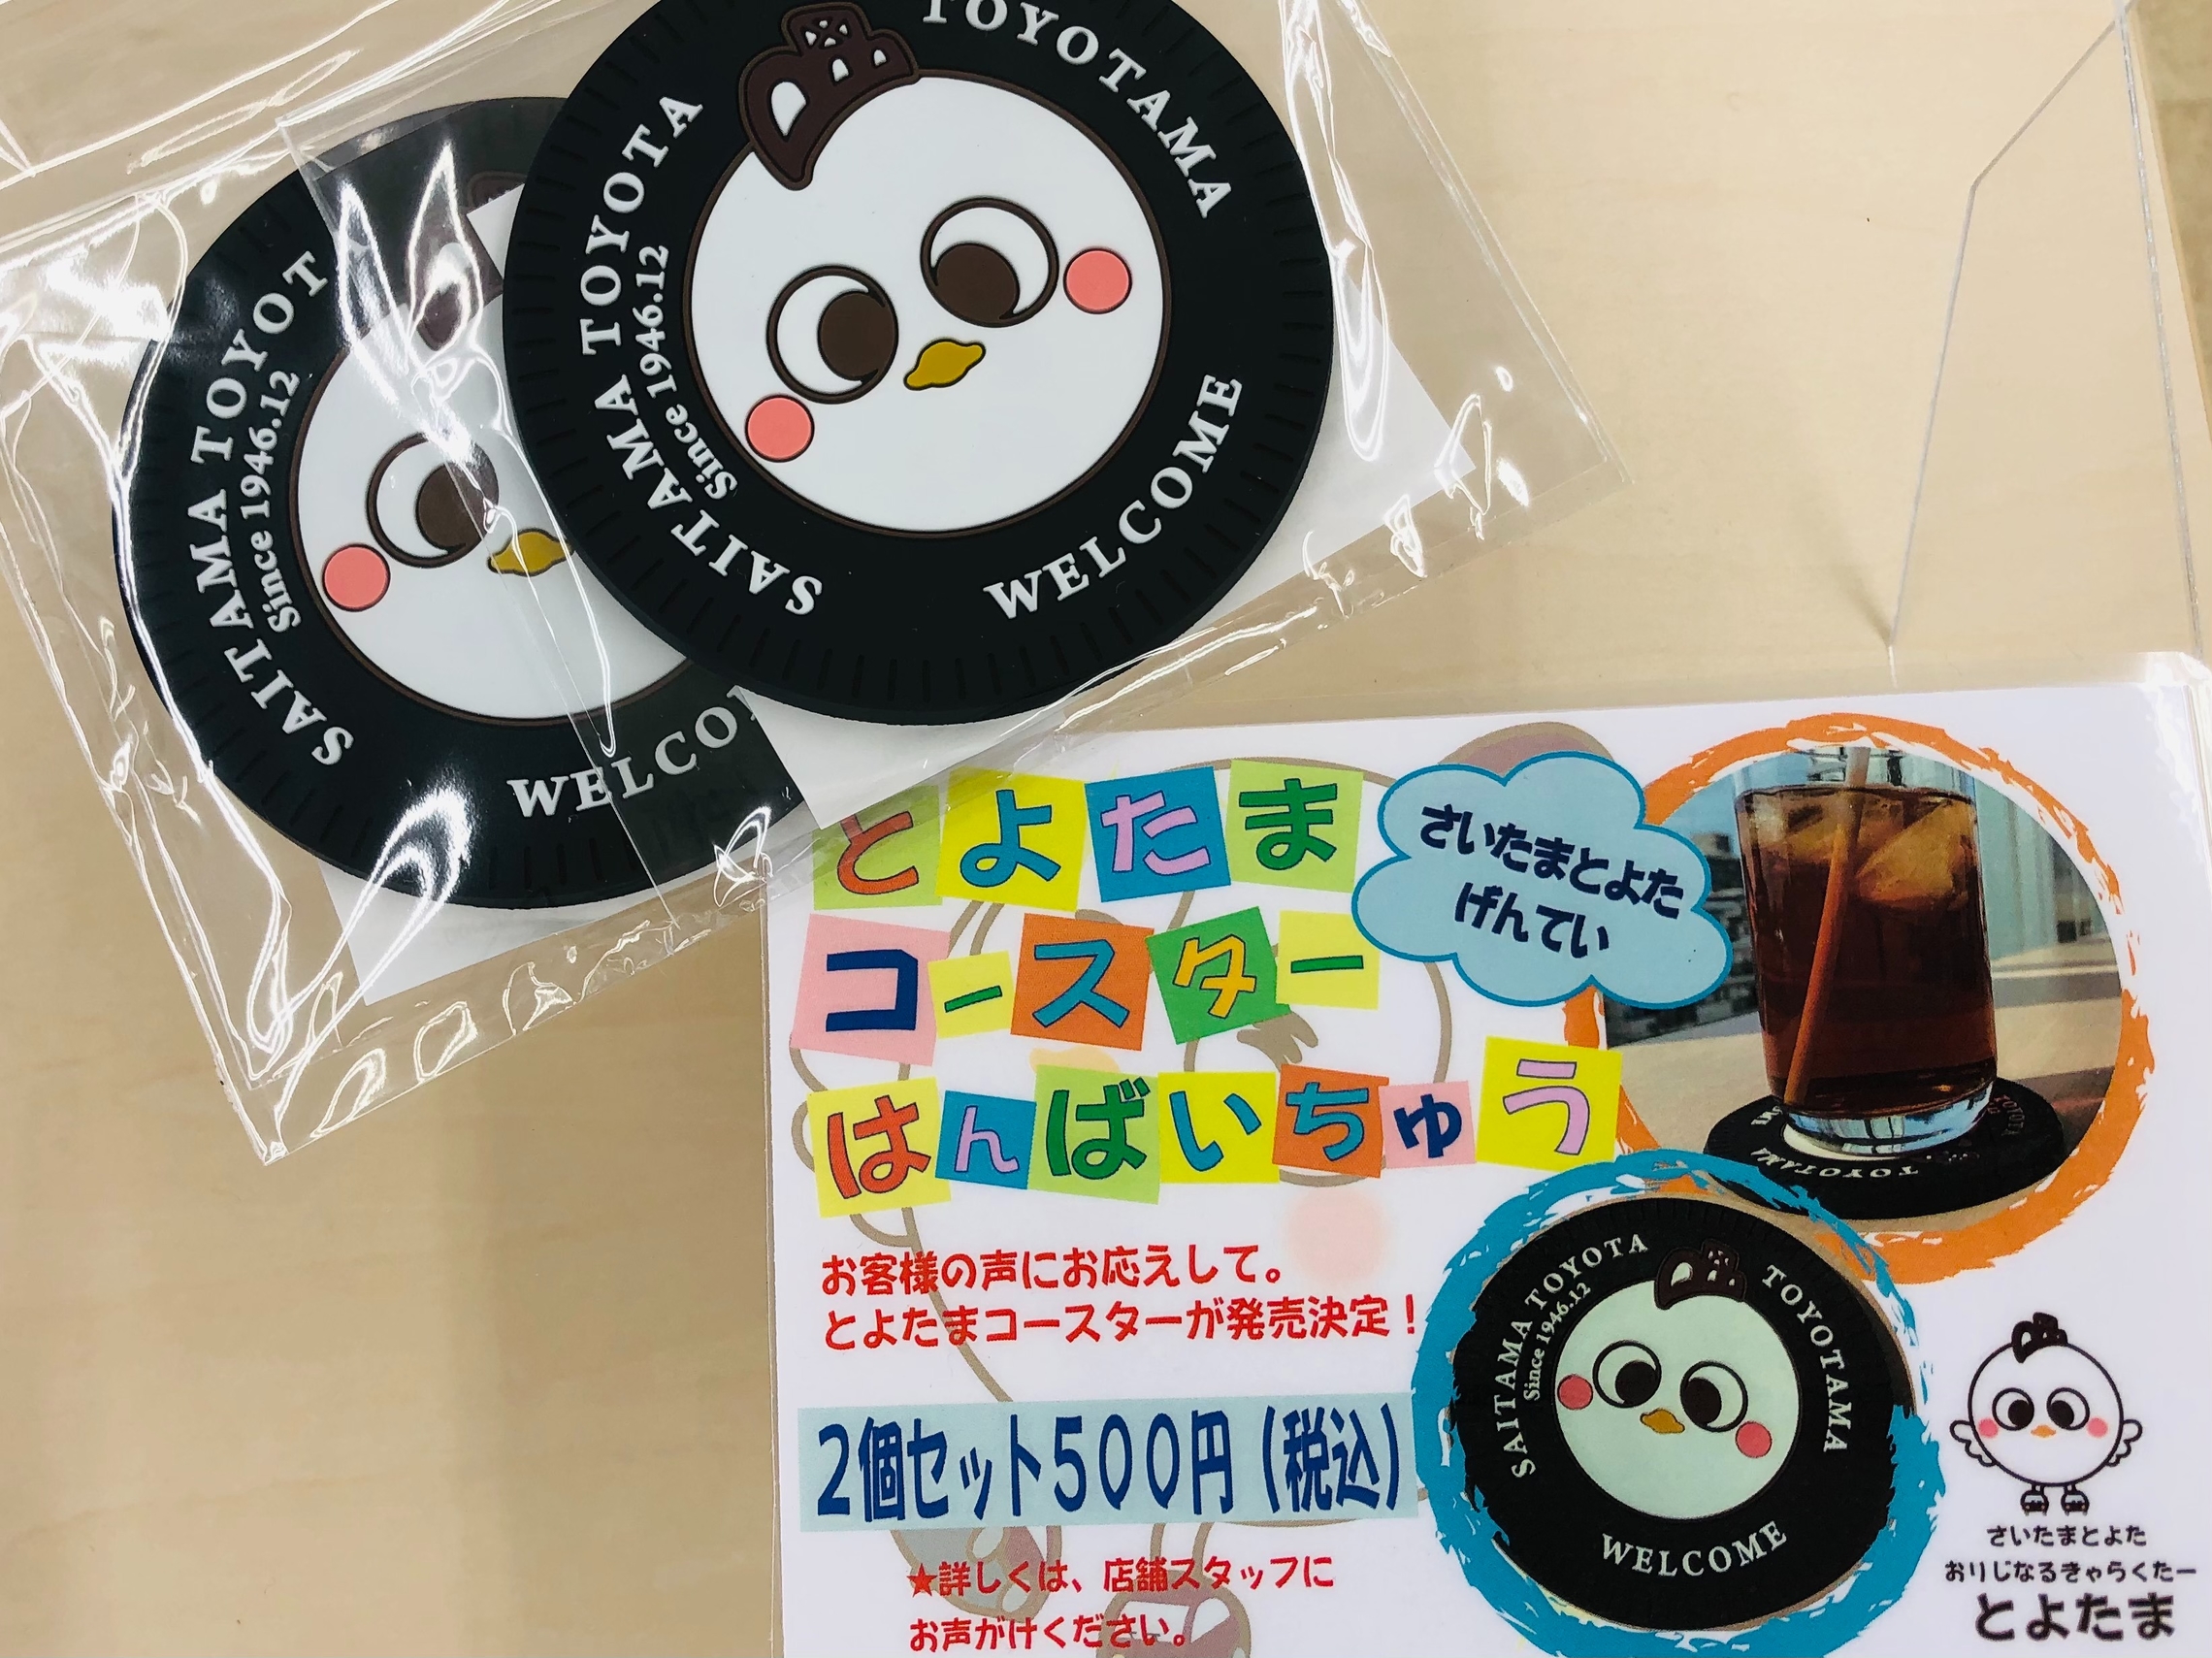 SAITAMA TOYOTA
Since 1946.12
TOYOTAMA
WELCOME
SAITAMA TOYOT
Since 1946.12
WELCO
とよたま
コースター
はんばいちゅう
さいたまとよた
げんてい
お客様の声にお応えして。
とよたまコースターが発売決定！
2個セット500円（税込）
★詳しくは、店舗スタッフに
お声がけください。
TOYOTA
TOYOTAMA
SAITAMA TOYOTA
Since 1946.12
TOYOTAMA
WELCOME
さいたまとよた
おりじなるきゃらくたー
とよたま